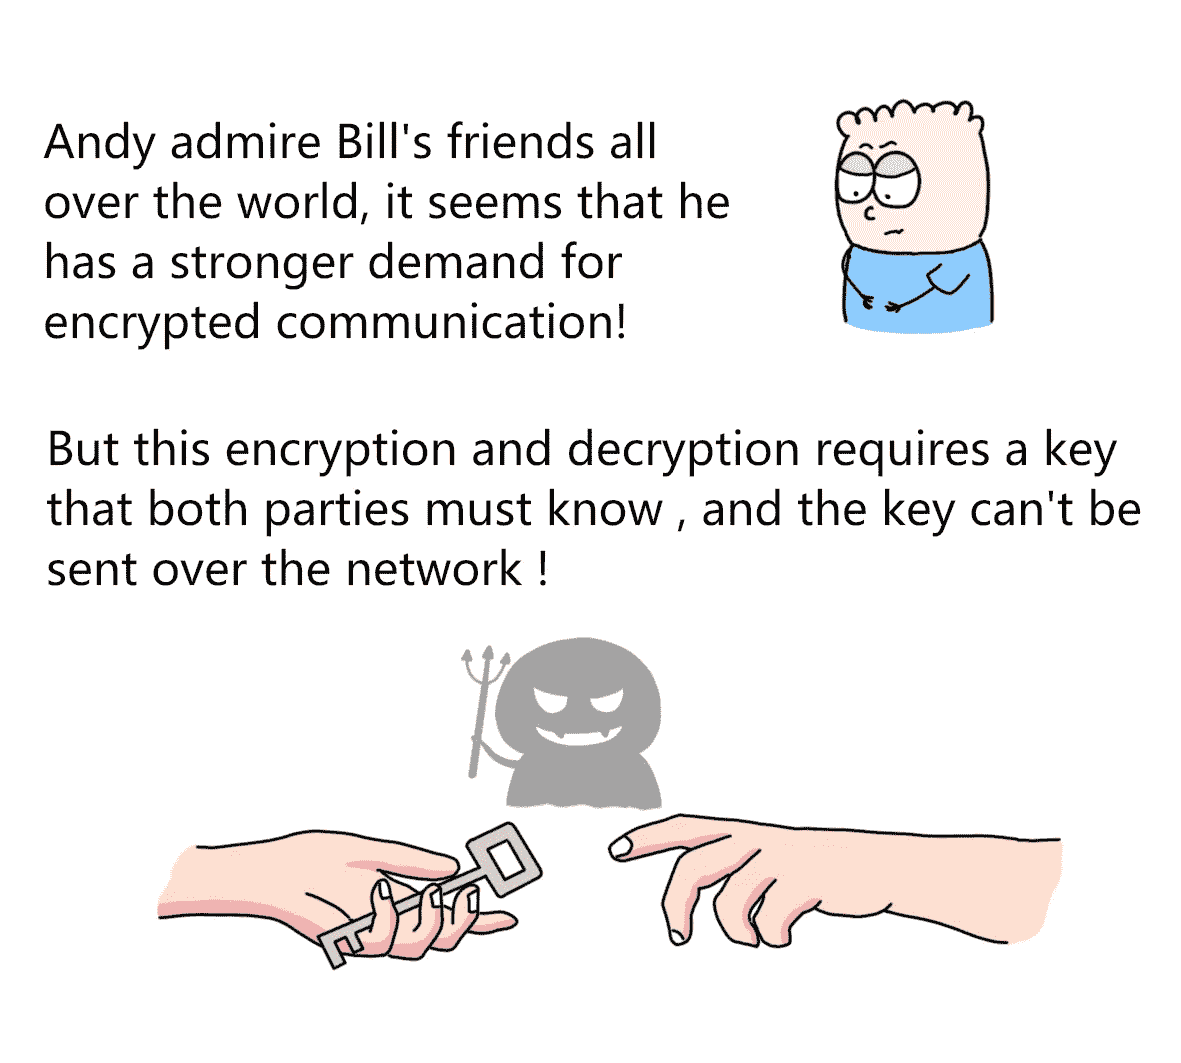 Andy admire Bill's friends all
over the world, it seems that he
has a stronger demand for
encrypted communication!
But this encryption and decryption requires a key
that both parties must know , and the key can't be
sent over the network !